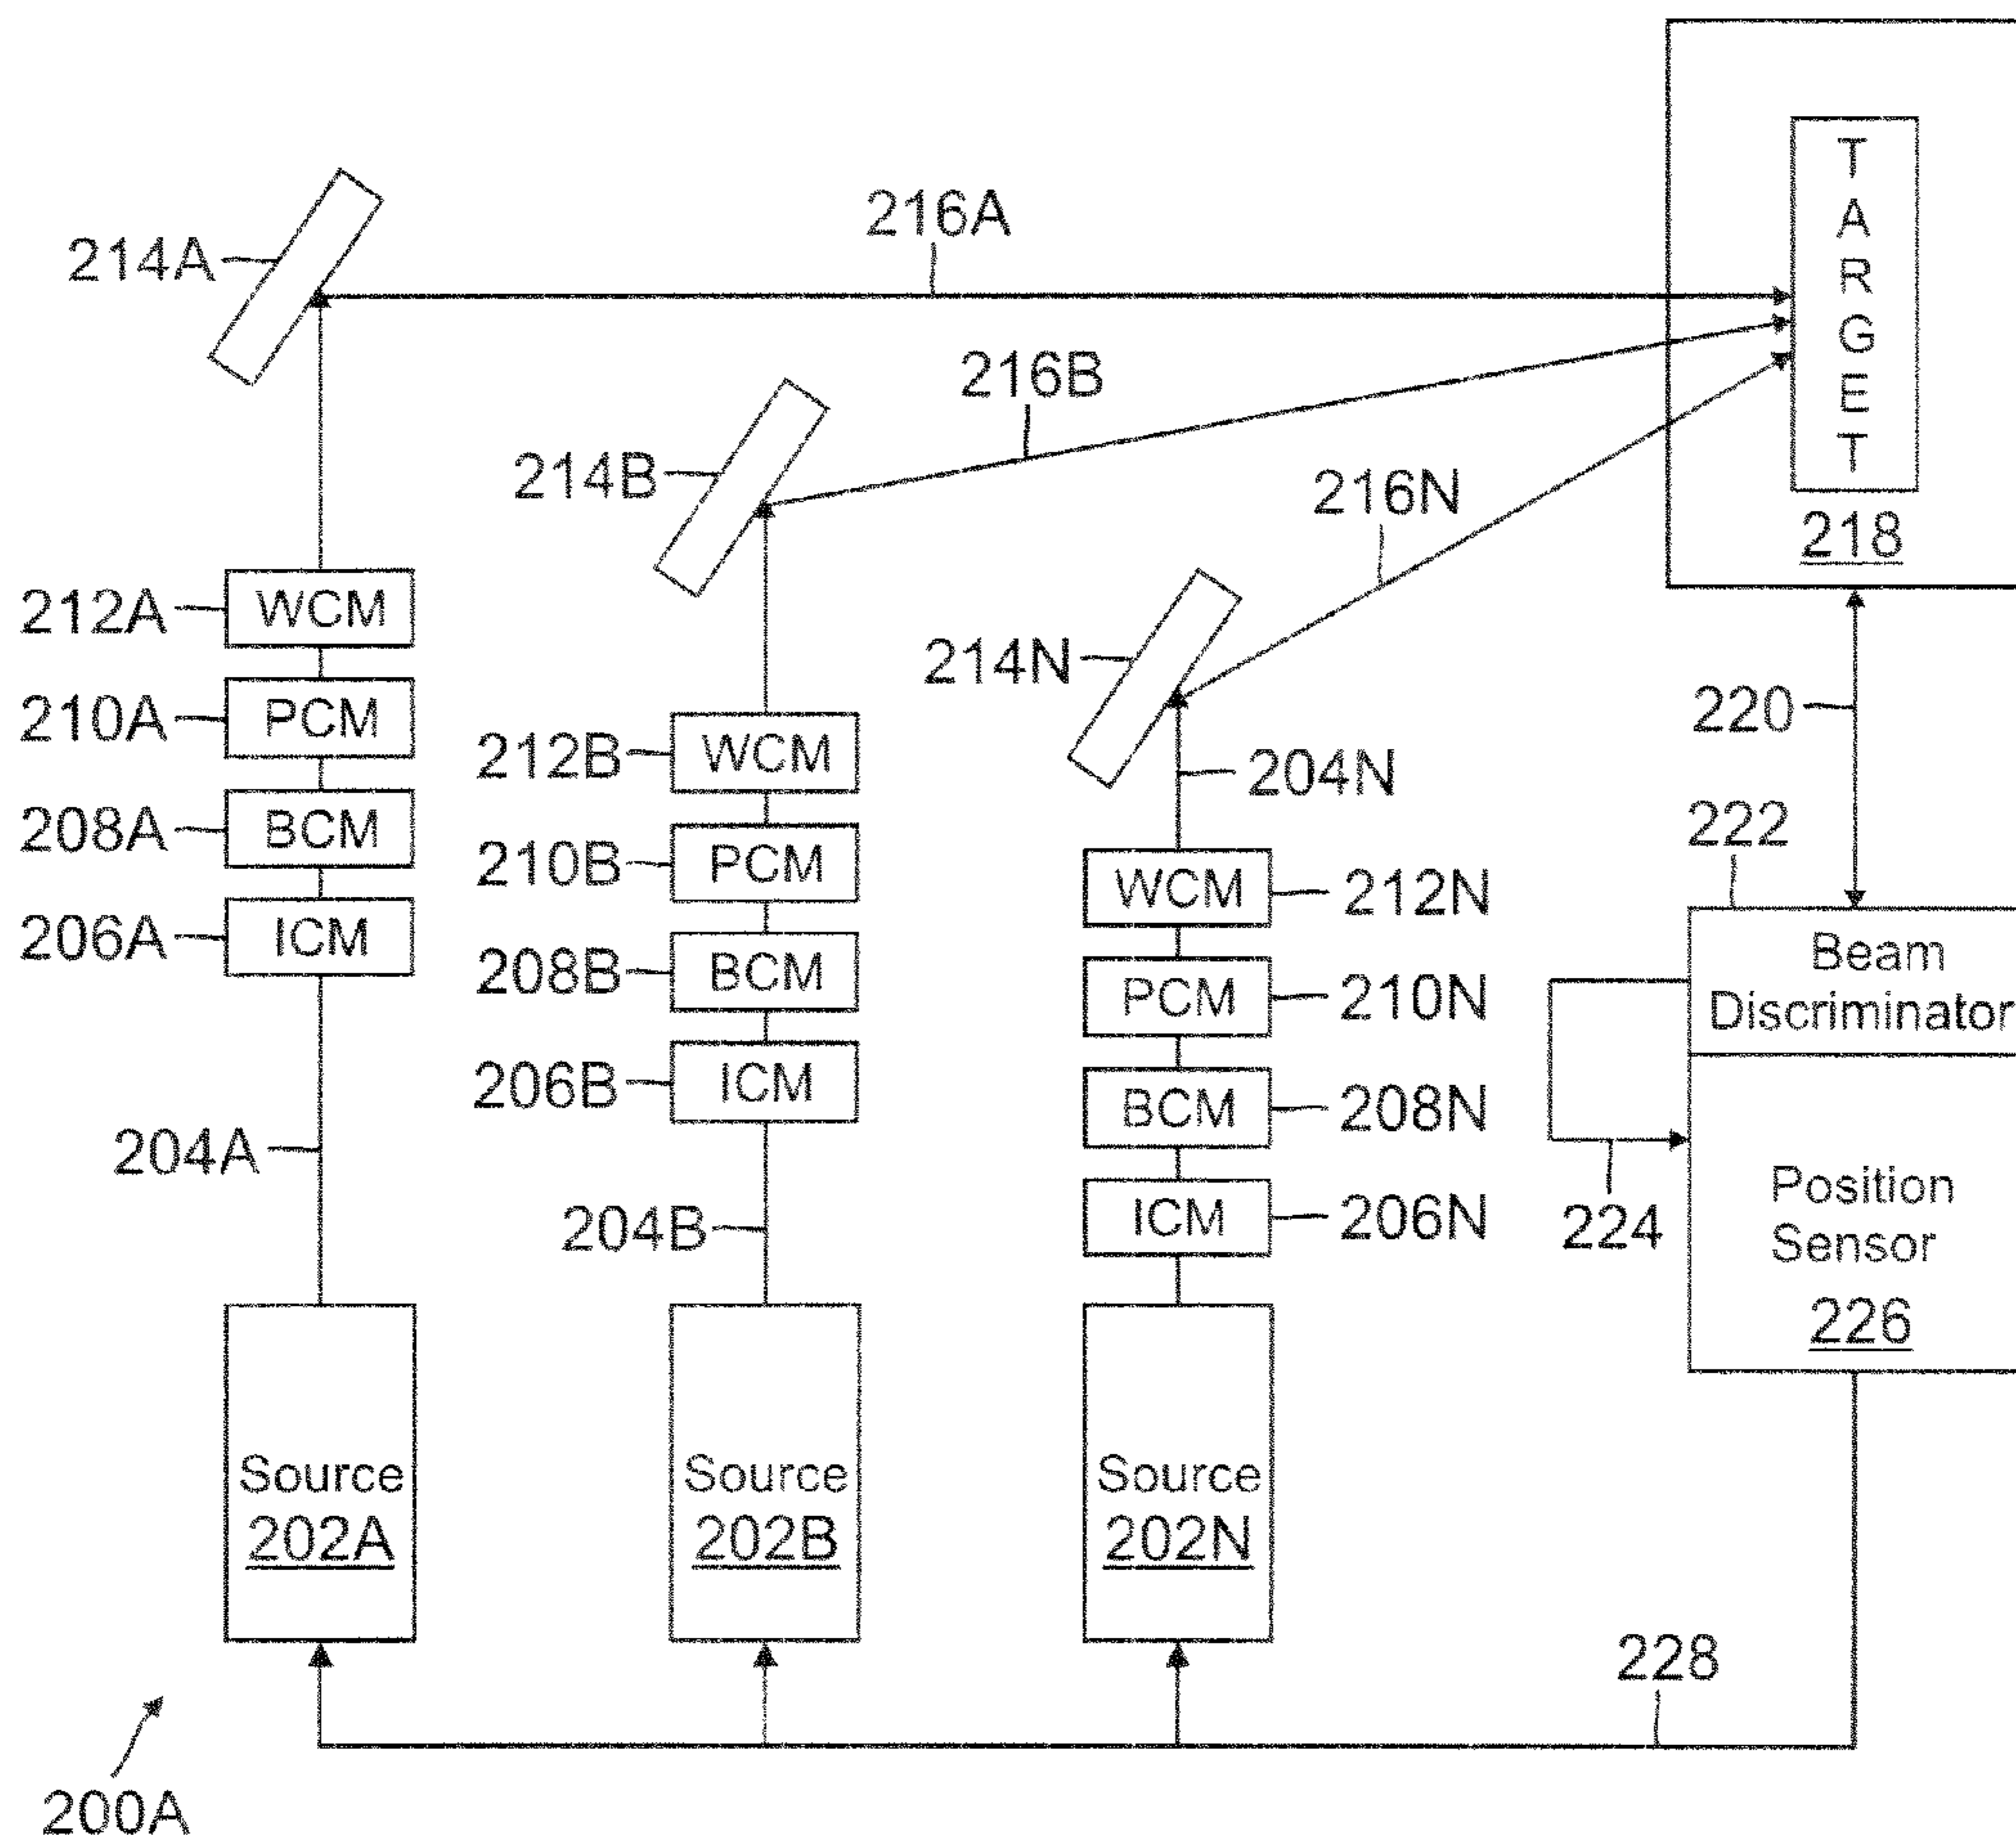 TARGET
218
214A
216A
214B
216B
214N
216N
212A
WCM
210A
PCM
208A
BCM
206A
ICM
204A
Source
202A
212B
WCM
210B
PCM
208B
BCM
206B
ICM
204B
Source
202B
204N
WCM
212N
PCM
210N
BCM
208N
ICM
206N
Source
202N
220
222
Beam
Discriminator
224
Position
Sensor
226
228
200A